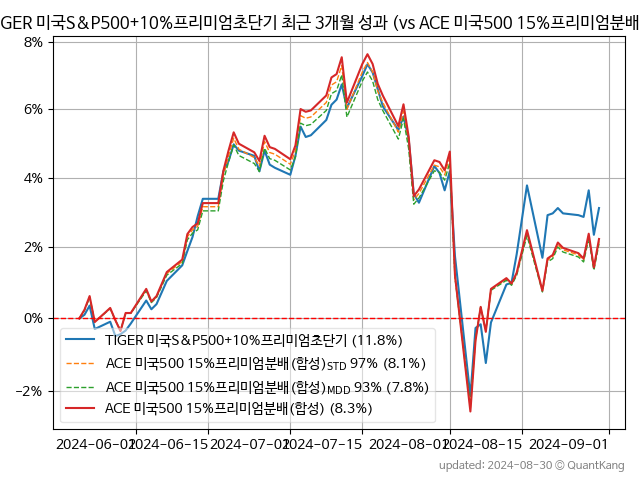 TIGER 미국S&P500+10%프리미엄초단기 최근 3개월 성과 (vs ACE 미국500 15%프리미엄분배
8%
6%
4%
2%
0%
−2%
TIGER 미국S&P500+10%프리미엄초단기 (11.8%)
ACE 미국500 15%프리미엄분배(합성)STD 97% (8.1%)
ACE 미국500 15%프리미엄분배(합성)MDD 93% (7.8%)
ACE 미국500 15%프리미엄분배(합성) (8.3%)
2024-06-01 2024-06-15 2024-07-01 2024-07-15 2024-08-01 2024-08-15 2024-09-01
updated: 2024-08-30 © QuantKang